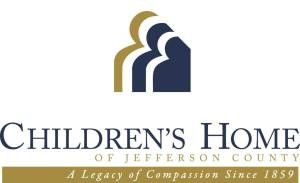 CHILDREN'S HOME
OF JEFFERSON COUNTY
A Legacy of Compassion Since 1859